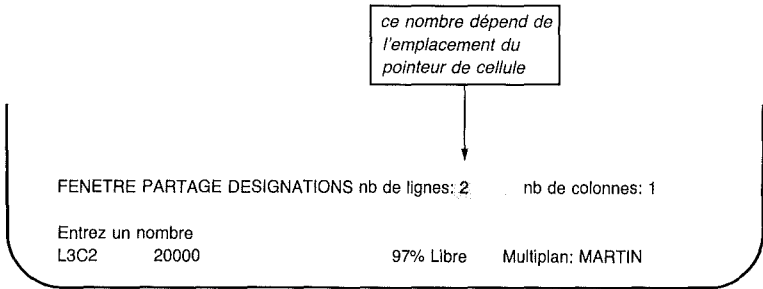 ce nombre dépend de
l'emplacement du
pointeur de cellule
FENETRE PARTAGE DESIGNATIONS nb de lignes: 2 nb de colonnes: 1
Entrez un nombre
L3C2 20000 97% Libre Multiplan: MARTIN